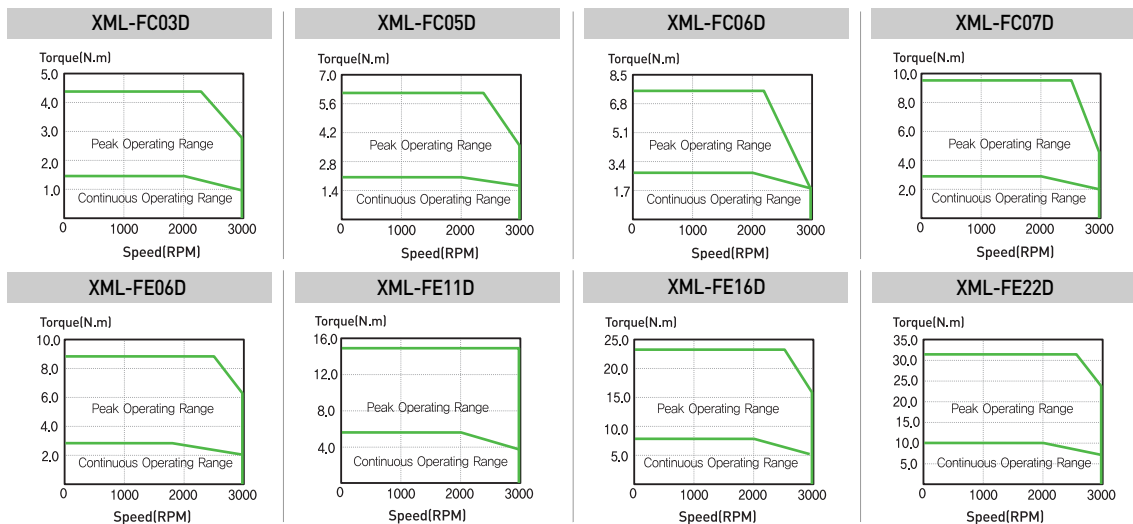 XML-FC03D
Torque(N.m)
5.0
4.0
3.0
2.0
1.0
Peak Operating Range
Continuous Operating Range
0 1000 2000 3000
Speed(RPM)
XML-FC05D
Torque(N.m)
7.0
5.6
4.2
2.8
1.4
Peak Operating Range
Continuous Operating Range
0 1000 2000 3000
Speed(RPM)
XML-FC06D
Torque(N.m)
8.5
6.8
5.1
3.4
1.7
Peak Operating Range
Continuous Operating Range
0 1000 2000 3000
Speed(RPM)
XML-FC07D
Torque(N.m)
10.0
8.0
6.0
4.0
2.0
Peak Operating Range
Continuous Operating Range
0 1000 2000 3000
Speed(RPM)
XML-FE06D
Torque(N.m)
10.0
8.0
6.0
4.0
2.0
Peak Operating Range
Continuous Operating Range
0 1000 2000 3000
Speed(RPM)
XML-FE11D
Torque(N.m)
16.0
12.0
8.0
4.0
Peak Operating Range
Continuous Operating Range
0 1000 2000 3000
Speed(RPM)
XML-FE16D
Torque(N.m)
25.0
20.0
15.0
10.0
5.0
Peak Operating Range
Continuous Operating Range
0 1000 2000 3000
Speed(RPM)
XML-FE22D
Torque(N.m)
35.0
31.0
25.0
20.0
15.0
10.0
5.0
Peak Operating Range
Continuous Operating Range
0 1000 2000 3000
Speed(RPM)